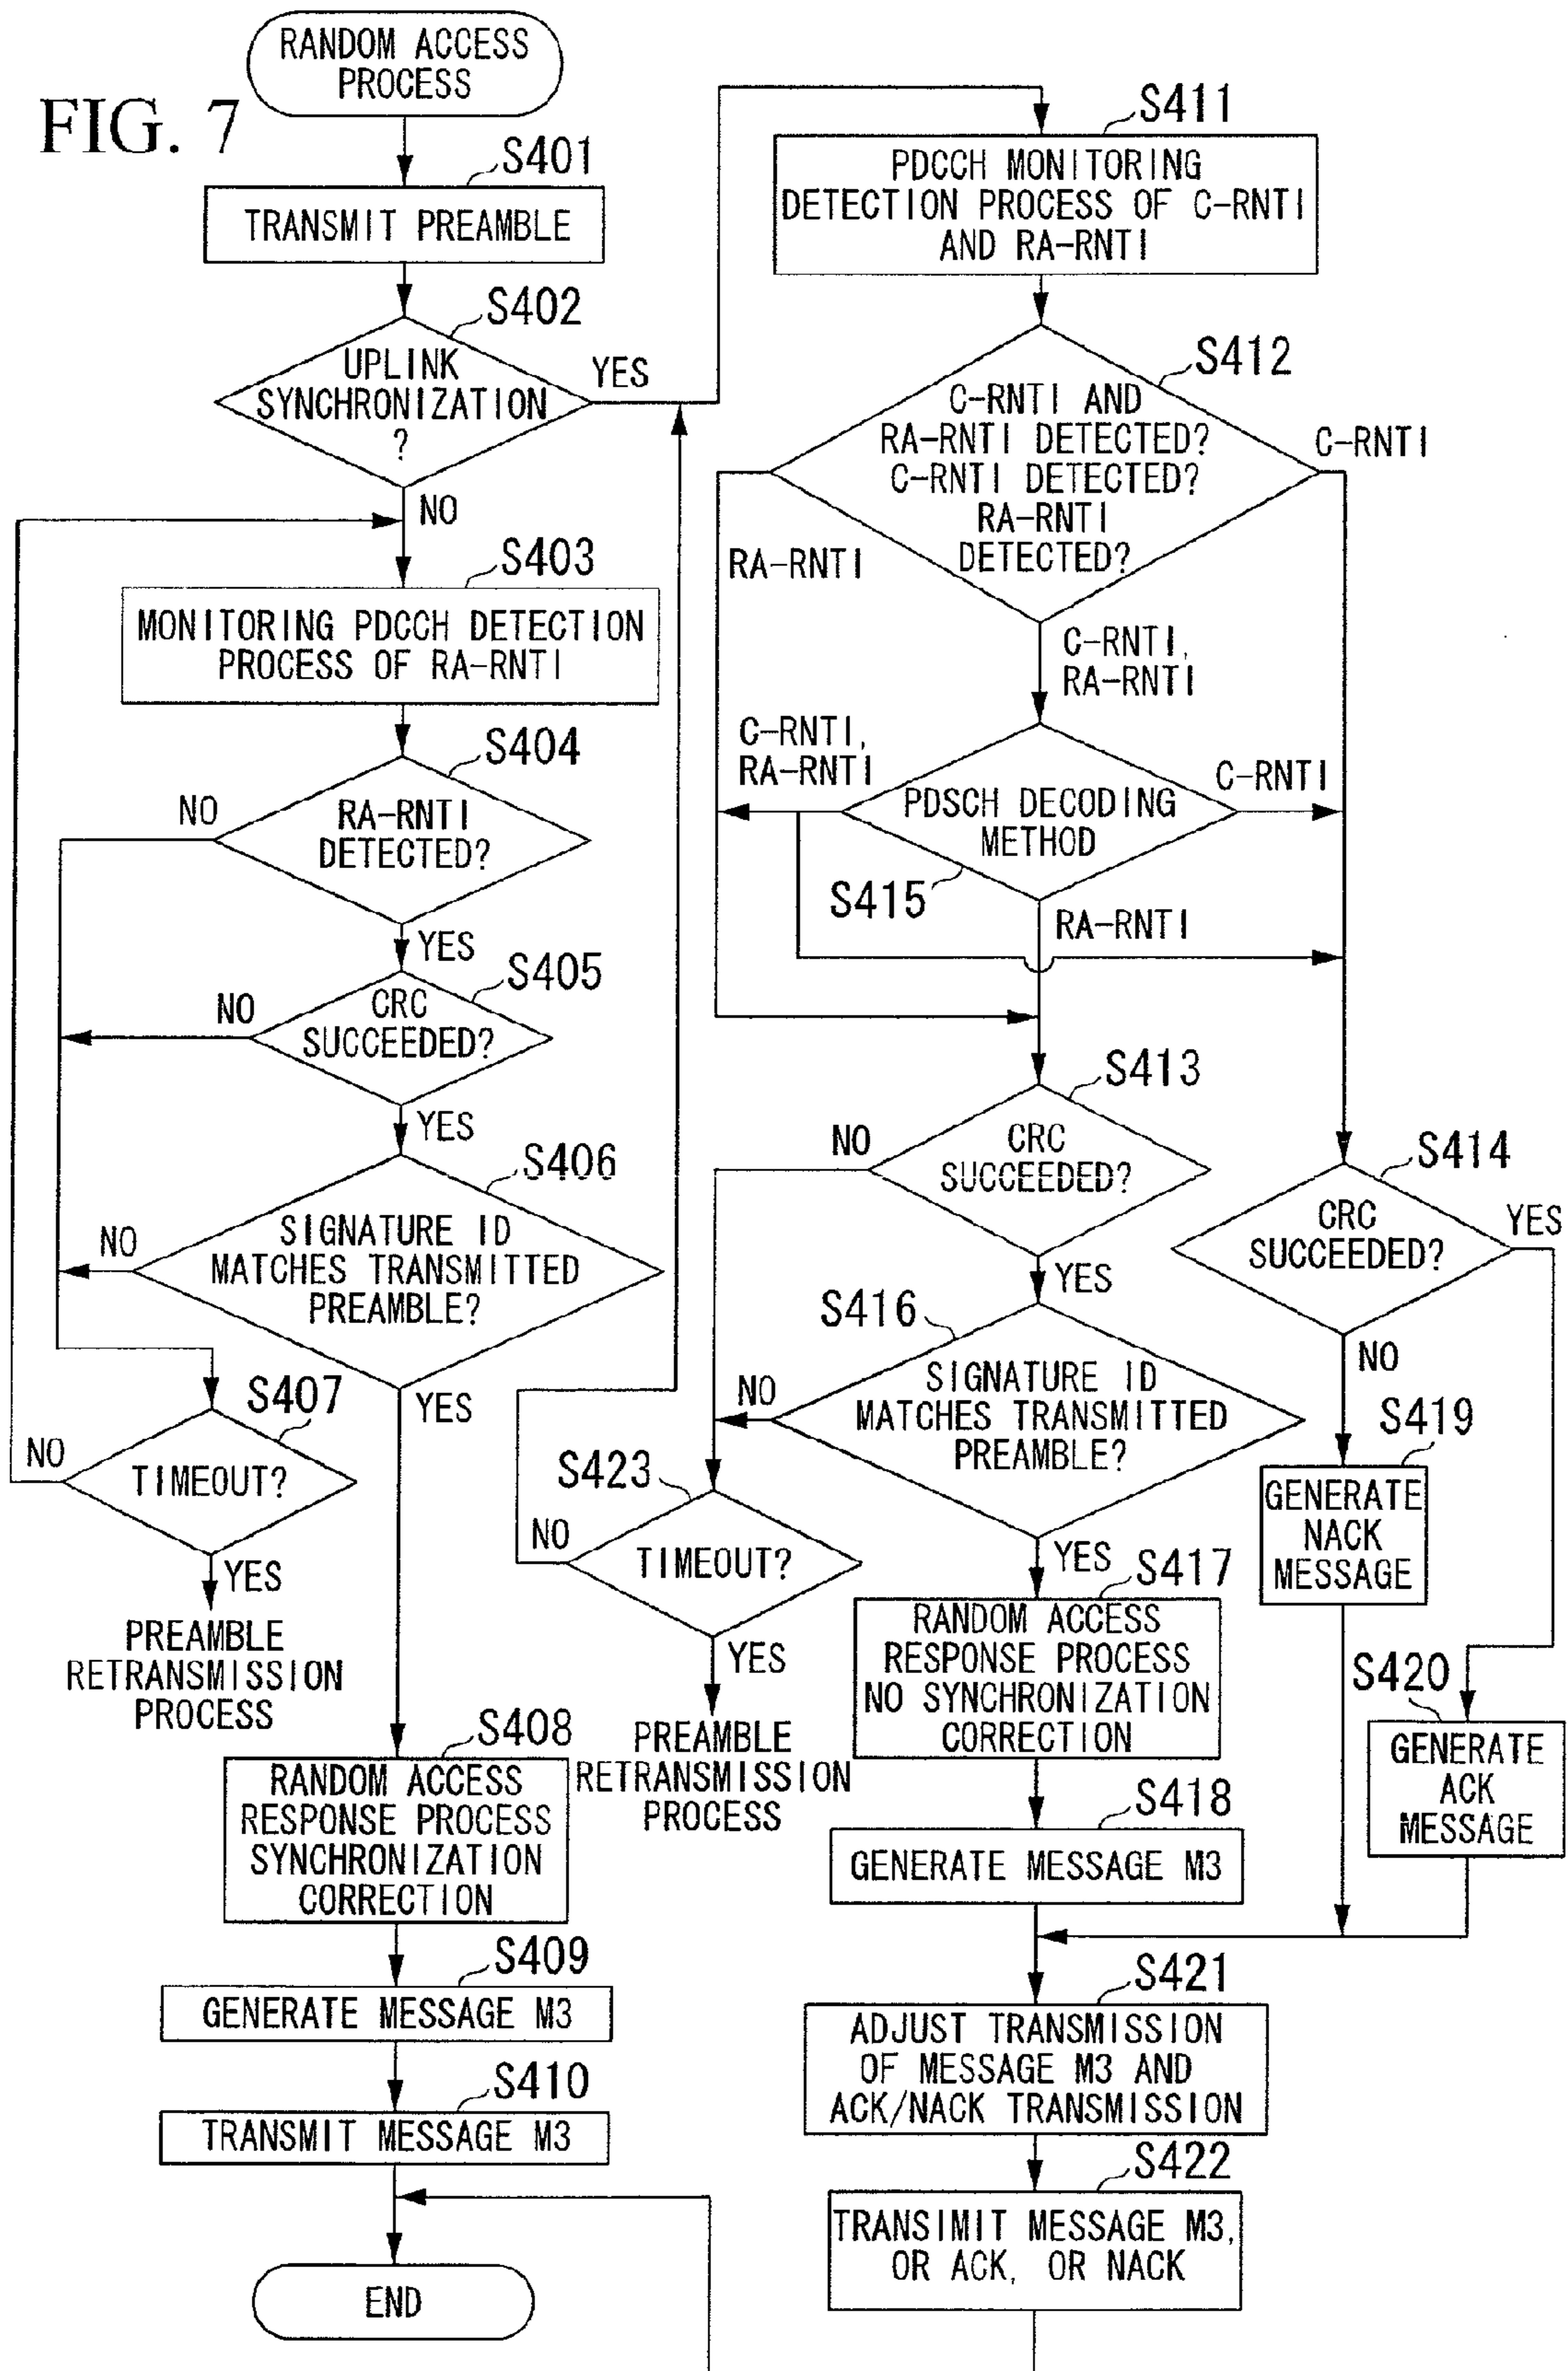 FIG. 7
RANDOM ACCESS
PROCESS
S401
TRANSMIT PREAMBLE
S402
UPLINK
SYNCHRONIZATION
?
YES
NO
S403
MONITORING PDCCH DETECTION
PROCESS OF RA-RNTI
S404
RA-RNTI
DETECTED?
NO
YES
S405
CRC
SUCCEEDED?
NO
YES
S406
SIGNATURE ID
MATCHES TRANSMITTED
PREAMBLE?
NO
YES
S407
TIMEOUT?
NO
YES
PREAMBLE
RETRANSMISSION
PROCESS
S408
RANDOM ACCESS
RESPONSE PROCESS
SYNCHRONIZATION
CORRECTION
S409
GENERATE MESSAGE M3
S410
TRANSMIT MESSAGE M3
END
S411
PDCCH MONITORING
DETECTION PROCESS OF C-RNTI
AND RA-RNTI
S412
C-RNTI AND
RA-RNTI DETECTED?
C-RNTI DETECTED?
RA-RNTI
DETECTED?
C-RNTI
RA-RNTI
C-RNTI,
RA-RNTI
C-RNTI,
RA-RNTI
C-RNTI
PDSCH DECODING
METHOD
S415
RA-RNTI
S413
CRC
SUCCEEDED?
NO
YES
S414
CRC
SUCCEEDED?
YES
NO
S416
SIGNATURE ID
MATCHES TRANSMITTED
PREAMBLE?
NO
YES
S423
TIMEOUT?
NO
YES
PREAMBLE
RETRANSMISSION
PROCESS
S417
RANDOM ACCESS
RESPONSE PROCESS
NO SYNCHRONIZATION
CORRECTION
S418
GENERATE MESSAGE M3
S419
GENERATE
NACK
MESSAGE
S420
GENERATE
ACK
MESSAGE
S421
ADJUST TRANSMISSION
OF MESSAGE M3 AND
ACK/NACK TRANSMISSION
S422
TRANSIMIT MESSAGE M3,
OR ACK, OR NACK